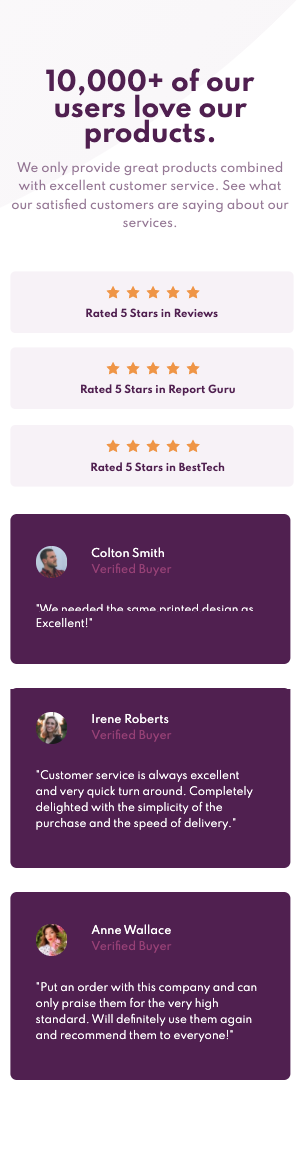 10,000+ of our
users love our
products.
We only provide great products combined
with excellent customer service. See what
our satisfied customers are saying about our
services.
Rated 5 Stars in Reviews
Rated 5 Stars in Report Guru
Rated 5 Stars in BestTech
Colton Smith
Verified Buyer
"We needed the same printed design as
Excellent!"
Irene Roberts
Verified Buyer
"Customer service is always excellent
and very quick turn around. Completely
delighted with the simplicity of the
purchase and the speed of delivery."
Anne Wallace
Verified Buyer
"Put an order with this company and can
only praise them for the very high
standard. Will definitely use them again
and recommend them to everyone!"